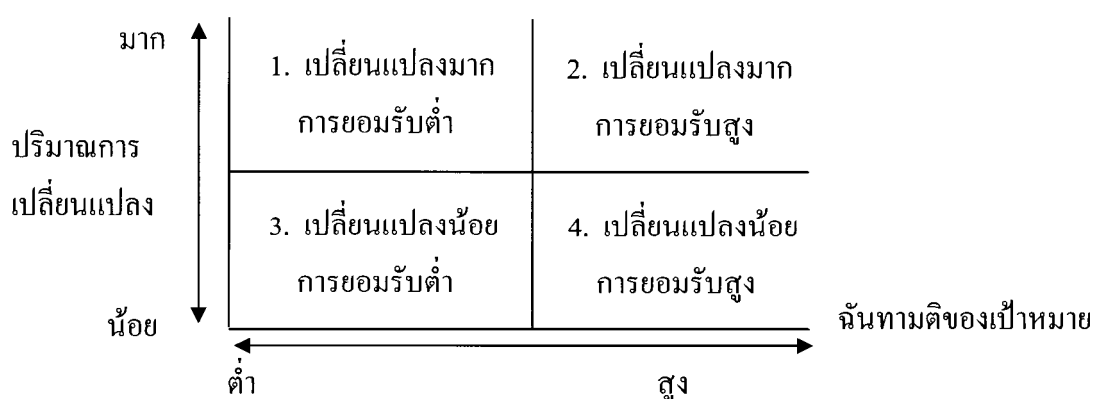 มาก
1. เปลี่ยนแปลงมาก
การยอมรับต่ำ
2. เปลี่ยนแปลงมาก
การยอมรับสูง
ปริมาณการ
เปลี่ยนแปลง
3. เปลี่ยนแปลงน้อย
การยอมรับต่ำ
4. เปลี่ยนแปลงน้อย
การยอมรับสูง
น้อย
ฉันทามติของเป้าหมาย
ต่ำ
สูง